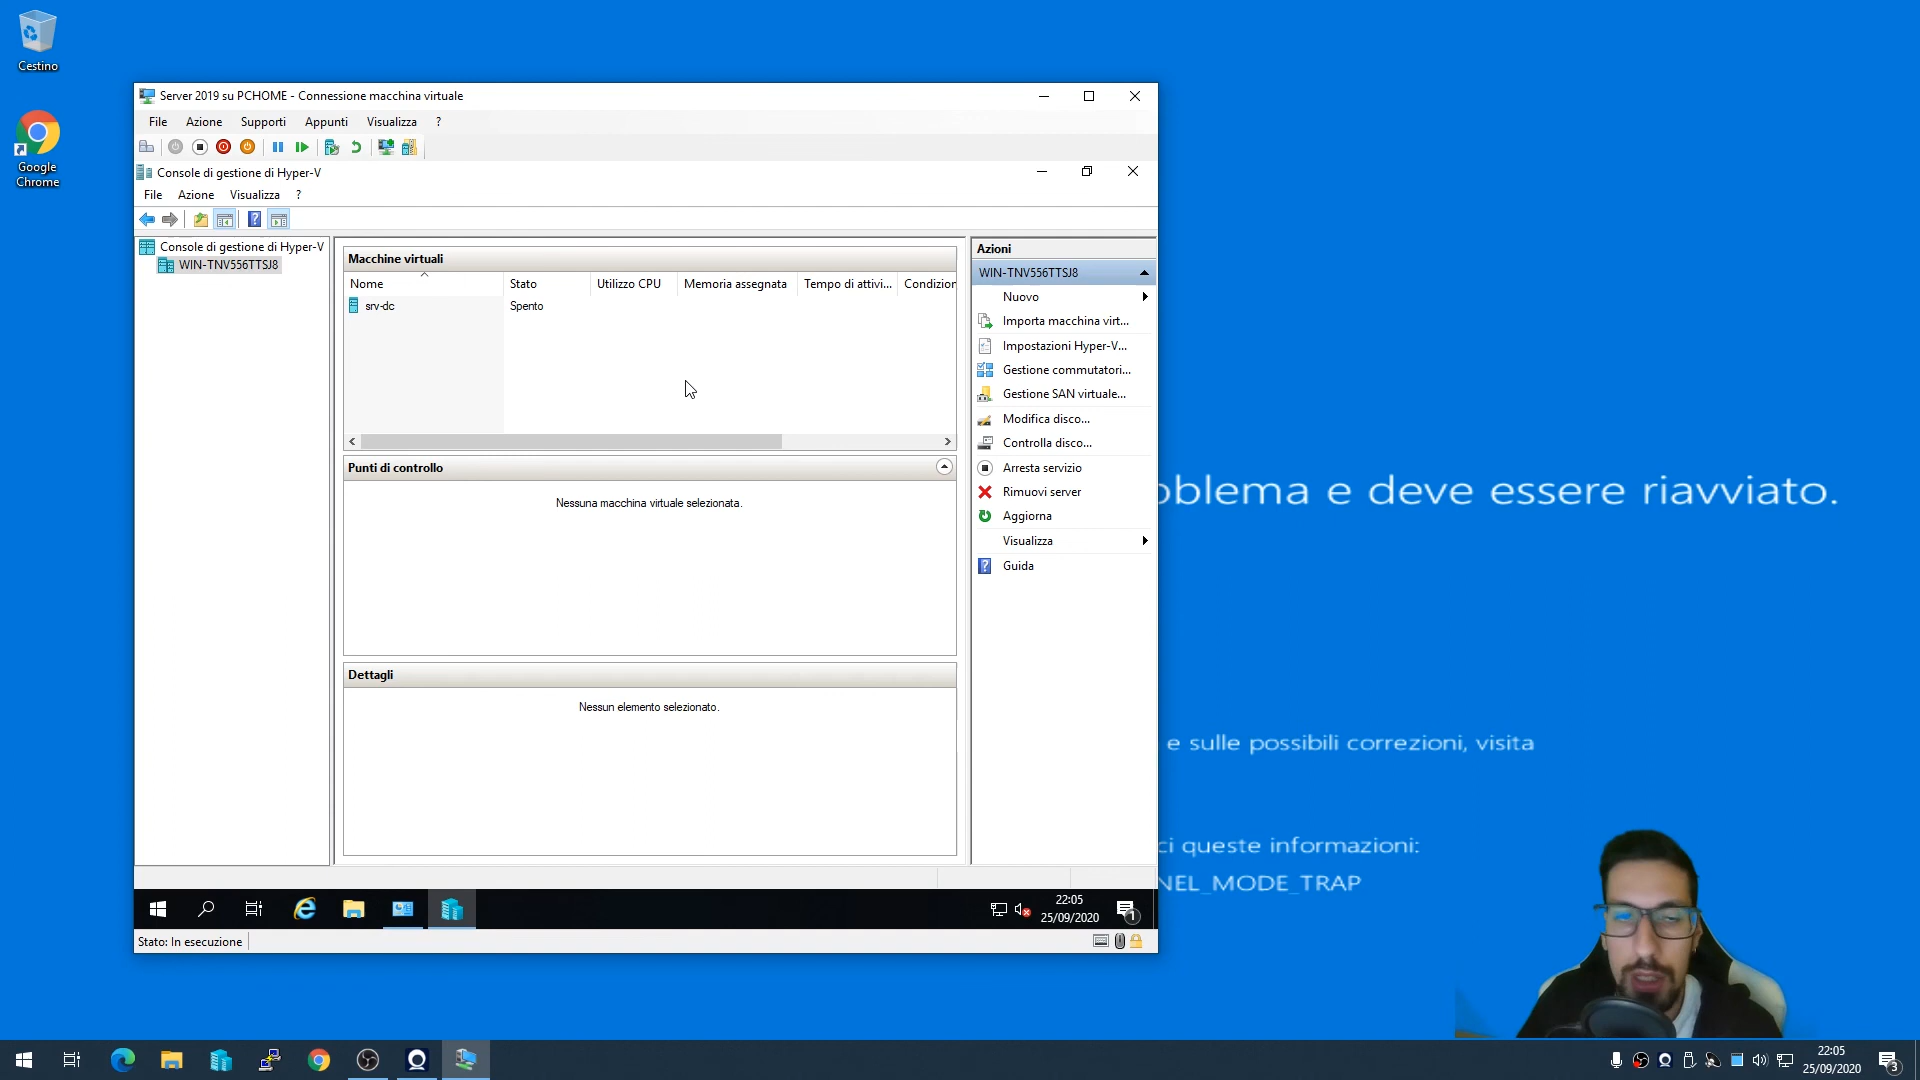 Cestino
Google
Chrome
Server 2019 su PCHOME - Connessione macchina virtuale
File Azione Supporti Appunti Visualizza ?
Console di gestione di Hyper-V
File Azione Visualizza ?
Console di gestione di Hyper-V
WIN-TNV556TTSJ8
Macchine virtuali
Nome Stato Utilizzo CPU Memoria assegnata Tempo di attivi... Condizion
srv-dc Spento
Punti di controllo
Nessuna macchina virtuale selezionata.
Dettagli
Nessun elemento selezionato.
Azioni
WIN-TNV556TTSJ8
Nuovo
Importa macchina virt...
Impostazioni Hyper-V...
Gestione commutatori...
Gestione SAN virtuale...
Modifica disco...
Controlla disco...
Arresta servizio
Rimuovi server
Aggiorna
Visualizza
Guida
oblema e deve essere riavviato.
e sulle possibili correzioni, visita
ci queste informazioni:
NEL_MODE_TRAP
22:05
25/09/2020
1
Stato: In esecuzione
22:05
25/09/2020
3